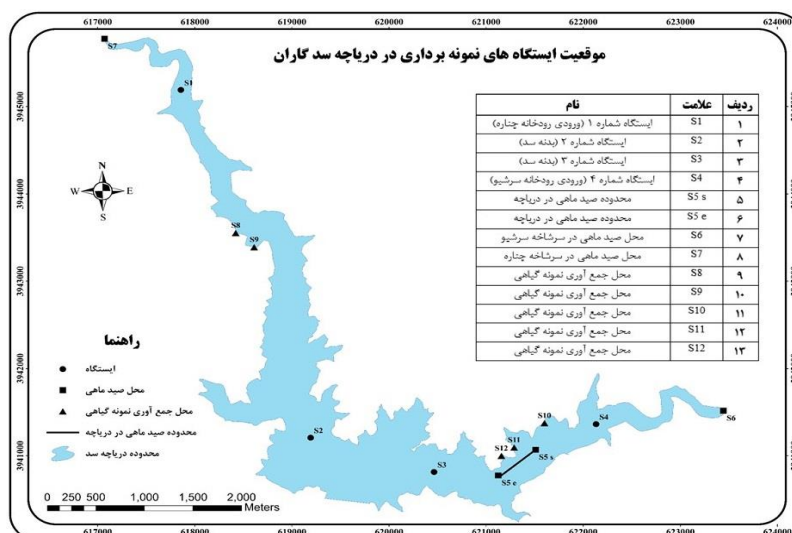 617000 618000 619000 620000 621000 622000 623000 624000
موقعیت ایستگاه های نمونه برداری در دریاچه سد گاران
ردیف علامت نام
۱ S1 ایستگاه شماره ۱ (ورودی رودخانه چناره)
۲ S2 ایستگاه شماره ۲ (بدنه سد)
۳ S3 ایستگاه شماره ۳ (بدنه سد)
۴ S4 ایستگاه شماره ۴ (ورودی رودخانه سرشیو)
۵ S5 s محدوده صید ماهی در دریاچه
۶ S5 e محدوده صید ماهی در دریاچه
۷ S6 محل صید ماهی در سرشاخه سرشیو
۸ S7 محل صید ماهی در سرشاخه چناره
۹ S8 محل جمع آوری نمونه گیاهی
۱۰ S9 محل جمع آوری نمونه گیاهی
۱۱ S10 محل جمع آوری نمونه گیاهی
۱۲ S11 محل جمع آوری نمونه گیاهی
۱۳ S12 محل جمع آوری نمونه گیاهی
S7
S1
N
W E
S
S8
S9
S10
S4
S6
S11
S2
S12
S5 s
S3
S5 e
3945000
3944000
3943000
3942000
3941000
راهنما
ایستگاه
محل صید ماهی
محل جمع آوری نمونه گیاهی
محدوده صید ماهی در دریاچه
محدوده دریاچه سد
0 250 500 1,000 1,500 2,000
Meters
617000 618000 619000 620000 621000 622000 623000 624000